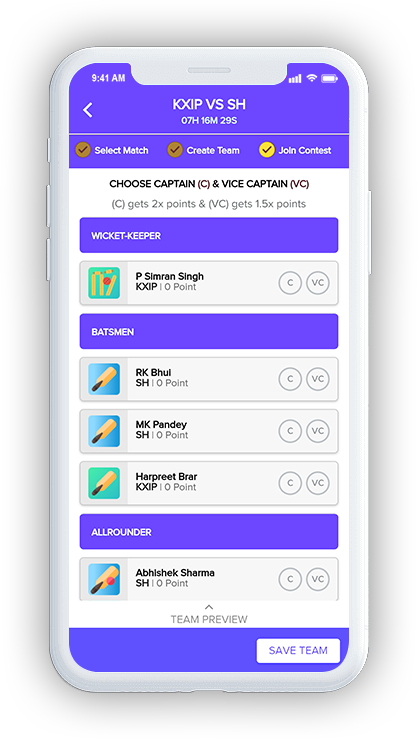 9:41 AM
KXIP VS SH
07H 16M 29S
Select Match
Create Team
Join Contest
CHOOSE CAPTAIN (C) & VICE CAPTAIN (VC)
(C) gets 2x points & (VC) gets 1.5x points
WICKET-KEEPER
P Simran Singh
KXIP | 0 Point
C
VC
BATSMEN
RK Bhui
SH | 0 Point
C
VC
MK Pandey
SH | 0 Point
C
VC
Harpreet Brar
KXIP | 0 Point
C
VC
ALLROUNDER
Abhishek Sharma
SH | 0 Point
C
VC
TEAM PREVIEW
SAVE TEAM